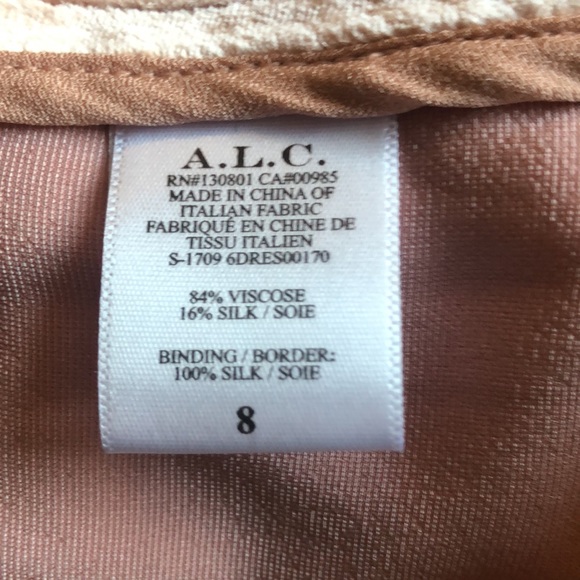 A.L.C.
RN#130801 CA#00985
MADE IN CHINA OF
ITALIAN FABRIC
FABRIQUÉ EN CHINE DE
TISSU ITALIEN
S-1709 6DRES00170
84% VISCOSE
16% SILK / SOIE
BINDING / BORDER:
100% SILK / SOIE
8